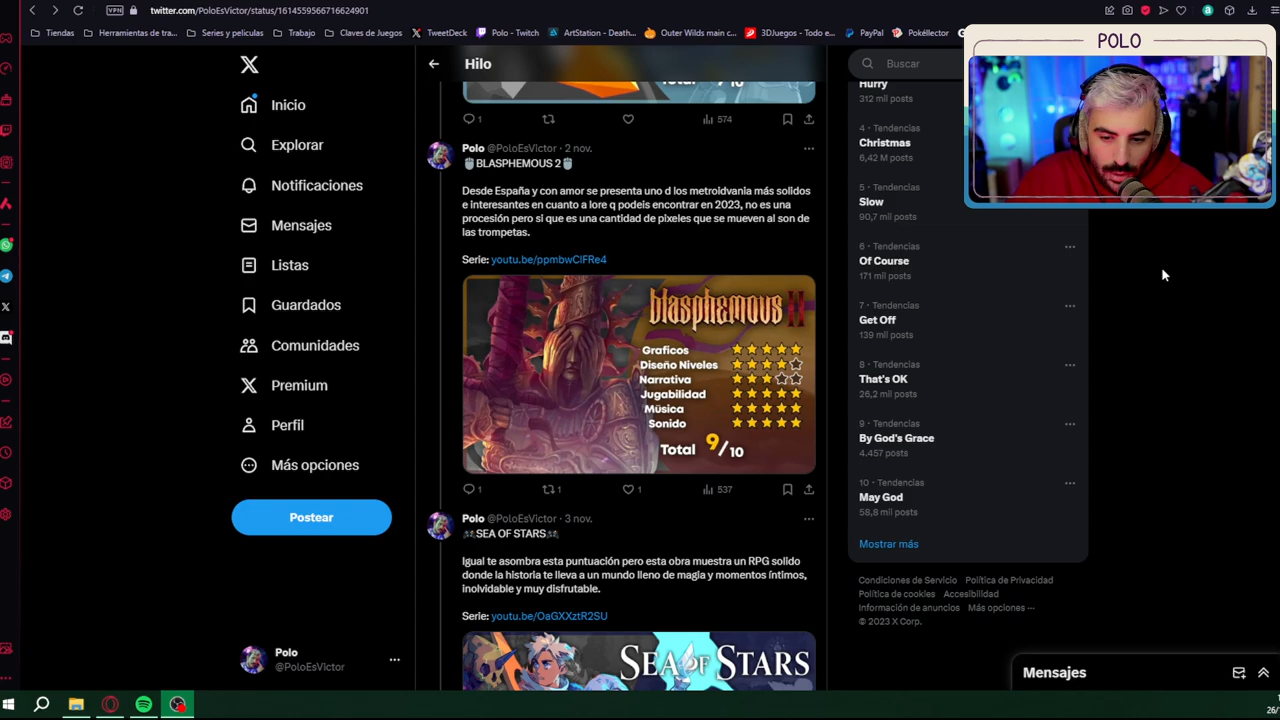 twitter.com/PoloEsVictor/status/1614559566716624901
VPN
Tiendas
Herramientas de tra...
Series y peliculas
Trabajo
Claves de Juegos
TweetDeck
Polo - Twitch
ArtStation - Death...
Outer Wilds main c...
3DJuegos - Todo e...
PayPal
Pokéllector
POLO
Inicio
Explorar
Notificaciones
Mensajes
Listas
Guardados
Comunidades
Premium
Perfil
Más opciones
Postear
Polo
@PoloEsVictor
Hilo
/10
1
574
Polo @PoloEsVictor · 2 nov.
BLASPHEMOUS 2
Desde España y con amor se presenta uno d los metroidvania más solidos
e interesantes en cuanto a lore q podeis encontrar en 2023, no es una
procesión pero si que es una cantidad de pixeles que se mueven al son de
las trompetas.
Serie: youtu.be/ppmbwClFRe4
blasphemous II
Graficos
Diseño Niveles
Narrativa
Jugabilidad
Música
Sonido
Total 9/10
1
1
1
537
Polo @PoloEsVictor · 3 nov.
SEA OF STARS
Igual te asombra esta puntuación pero esta obra muestra un RPG solido
donde la historia te lleva a un mundo lleno de magia y momentos íntimos,
inolvidable y muy disfrutable.
Serie: youtu.be/OaGXXztR2SU
SEA OF STARS
Buscar
Hurry
312 mil posts
4 · Tendencias
Christmas
6,42 M posts
5 · Tendencias
Slow
90,7 mil posts
6 · Tendencias
Of Course
171 mil posts
7 · Tendencias
Get Off
139 mil posts
8 · Tendencias
That's OK
26,2 mil posts
9 · Tendencias
By God's Grace
4.457 posts
10 · Tendencias
May God
58,8 mil posts
Mostrar más
Condiciones de Servicio Política de Privacidad
Política de cookies Accesibilidad
Información de anuncios Más opciones ···
© 2023 X Corp.
Mensajes